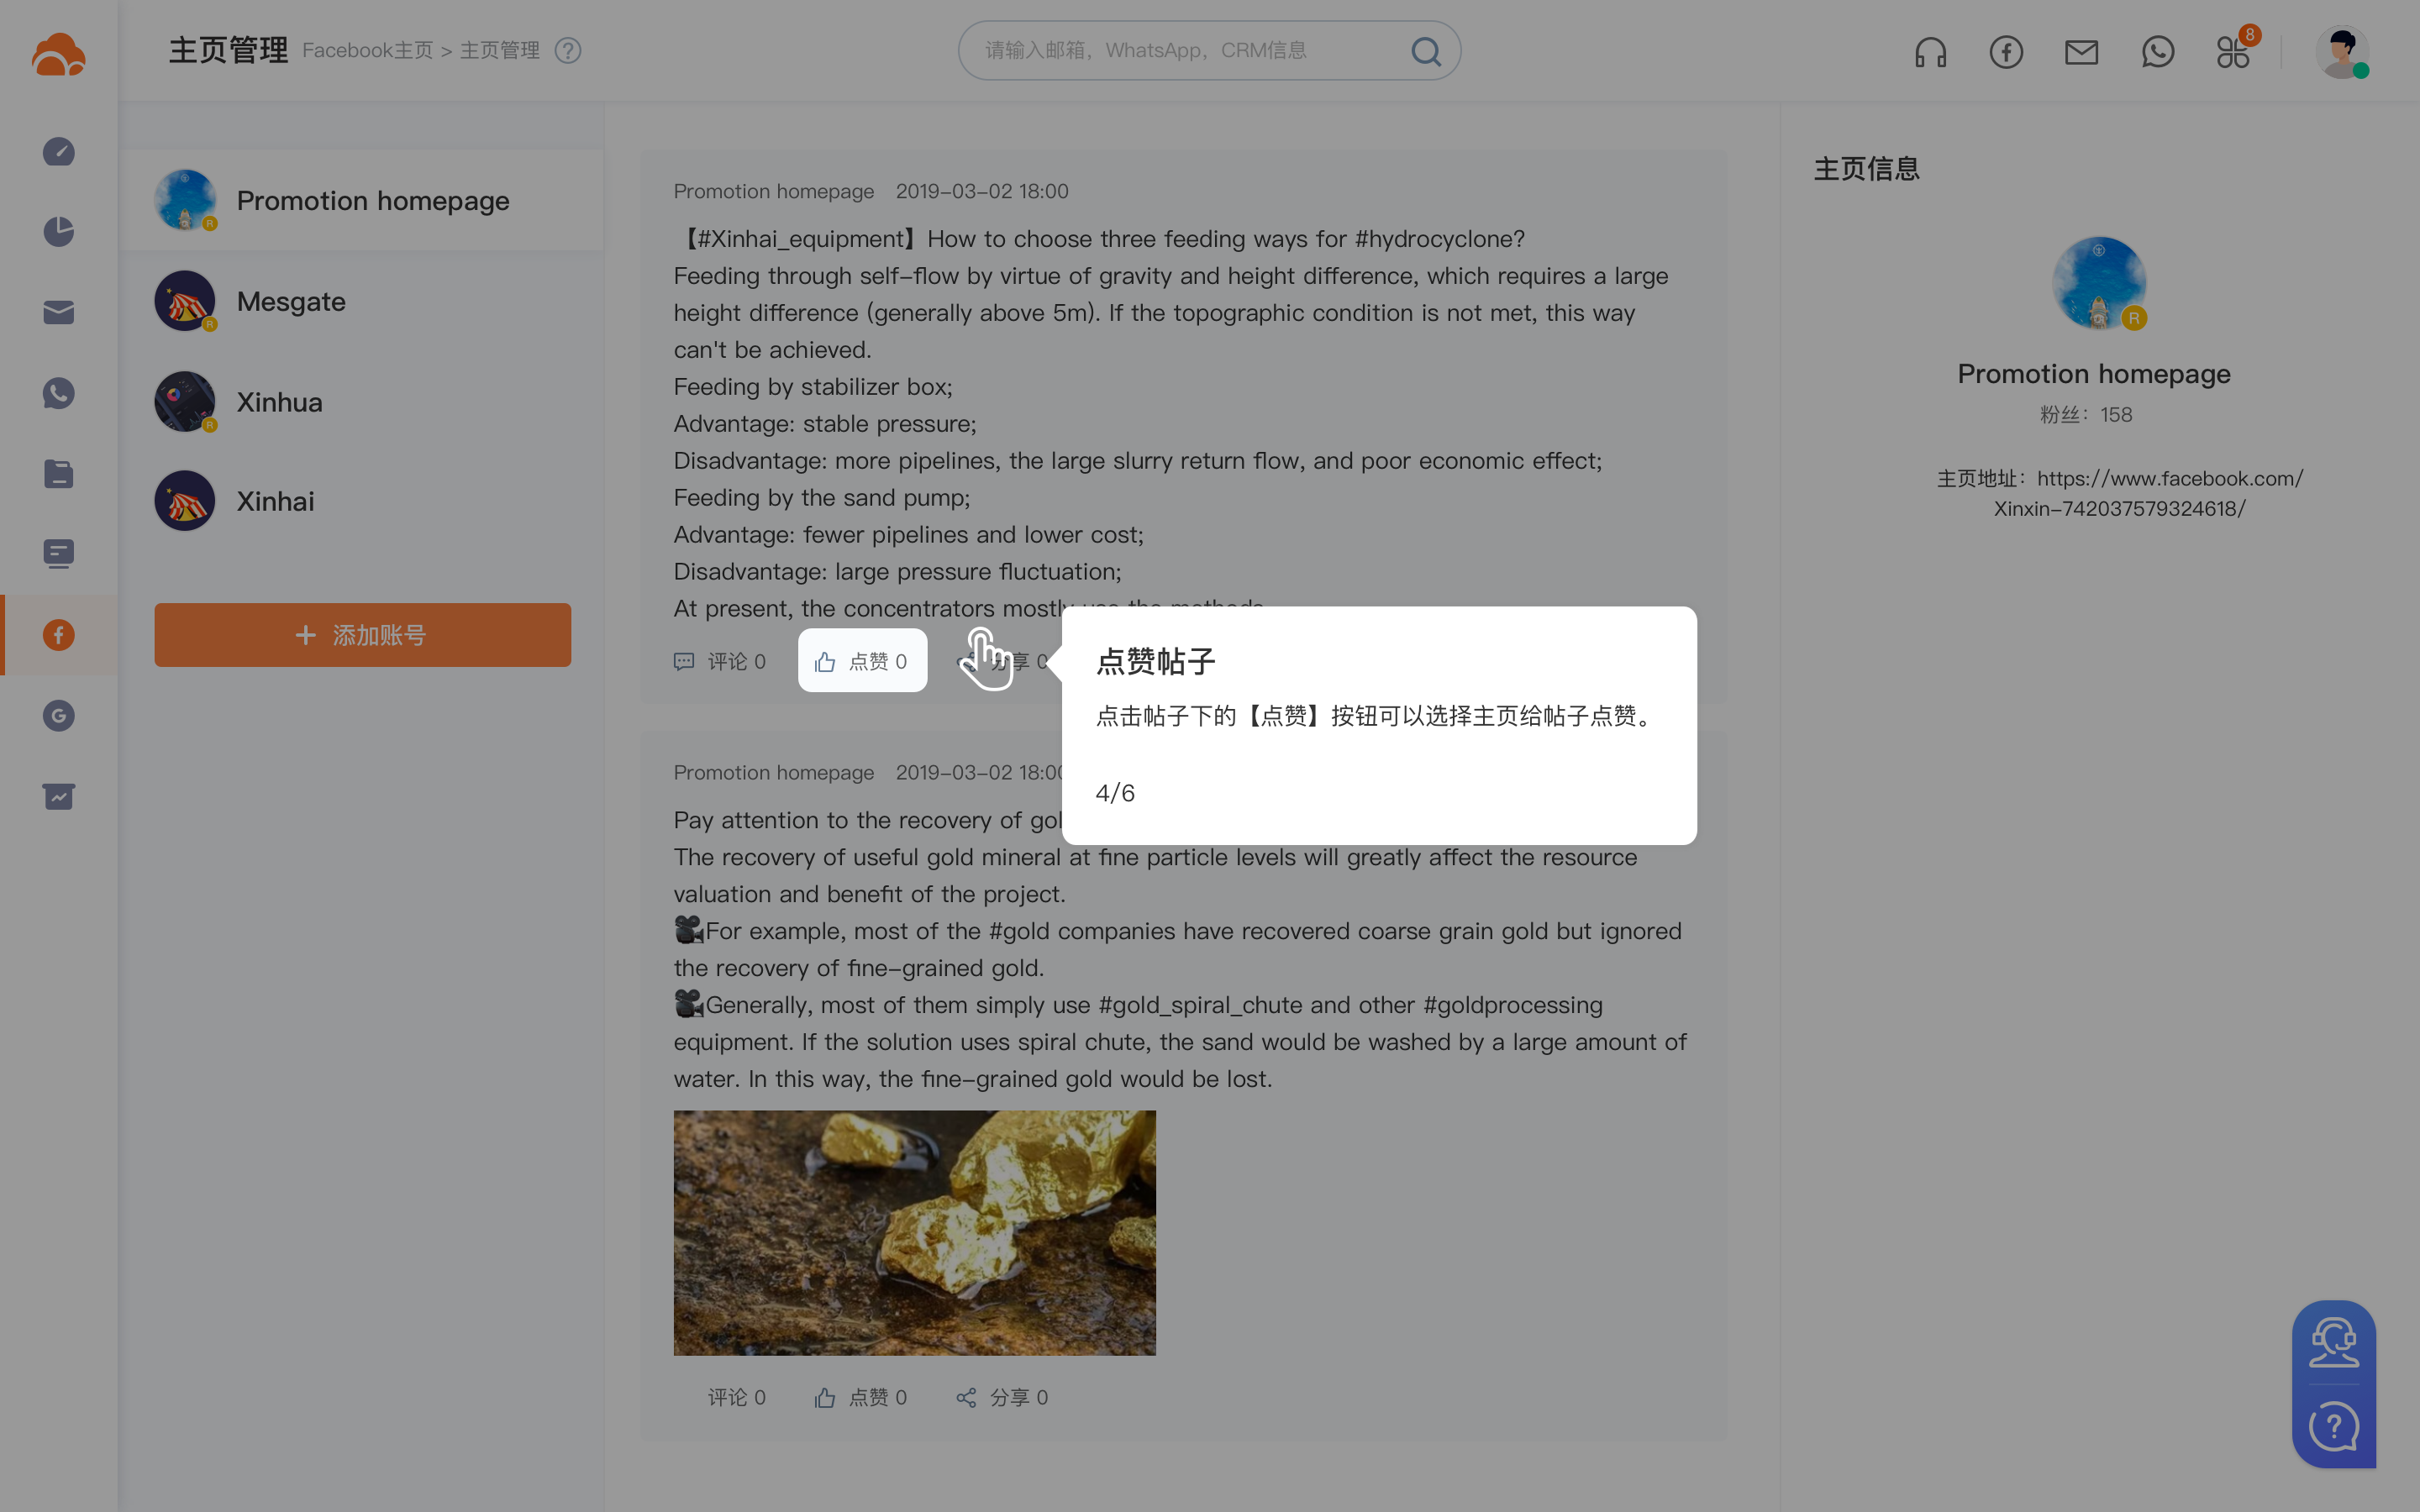 主页管理 Facebook主页 > 主页管理 ?
请输入邮箱，WhatsApp，CRM信息
8
Promotion homepage
R
Mesgate
R
Xinhua
R
Xinhai
+ 添加账号
G
Promotion homepage 2019-03-02 18:00
【#Xinhai_equipment】How to choose three feeding ways for #hydrocyclone?
Feeding through self-flow by virtue of gravity and height difference, which requires a large
height difference (generally above 5m). If the topographic condition is not met, this way
can't be achieved.
Feeding by stabilizer box;
Advantage: stable pressure;
Disadvantage: more pipelines, the large slurry return flow, and poor economic effect;
Feeding by the sand pump;
Advantage: fewer pipelines and lower cost;
Disadvantage: large pressure fluctuation;
At present, the concentrators mostly use the methods
评论 0 点赞 0 分享 0
点赞帖子
点击帖子下的【点赞】按钮可以选择主页给帖子点赞。
4/6
Promotion homepage 2019-03-02 18:00
Pay attention to the recovery of gol
The recovery of useful gold mineral at fine particle levels will greatly affect the resource
valuation and benefit of the project.
🎥For example, most of the #gold companies have recovered coarse grain gold but ignored
the recovery of fine-grained gold.
🎥Generally, most of them simply use #gold_spiral_chute and other #goldprocessing
equipment. If the solution uses spiral chute, the sand would be washed by a large amount of
water. In this way, the fine-grained gold would be lost.
评论 0 点赞 0 分享 0
主页信息
R
Promotion homepage
粉丝：158
主页地址：https://www.facebook.com/
Xinxin-742037579324618/
?